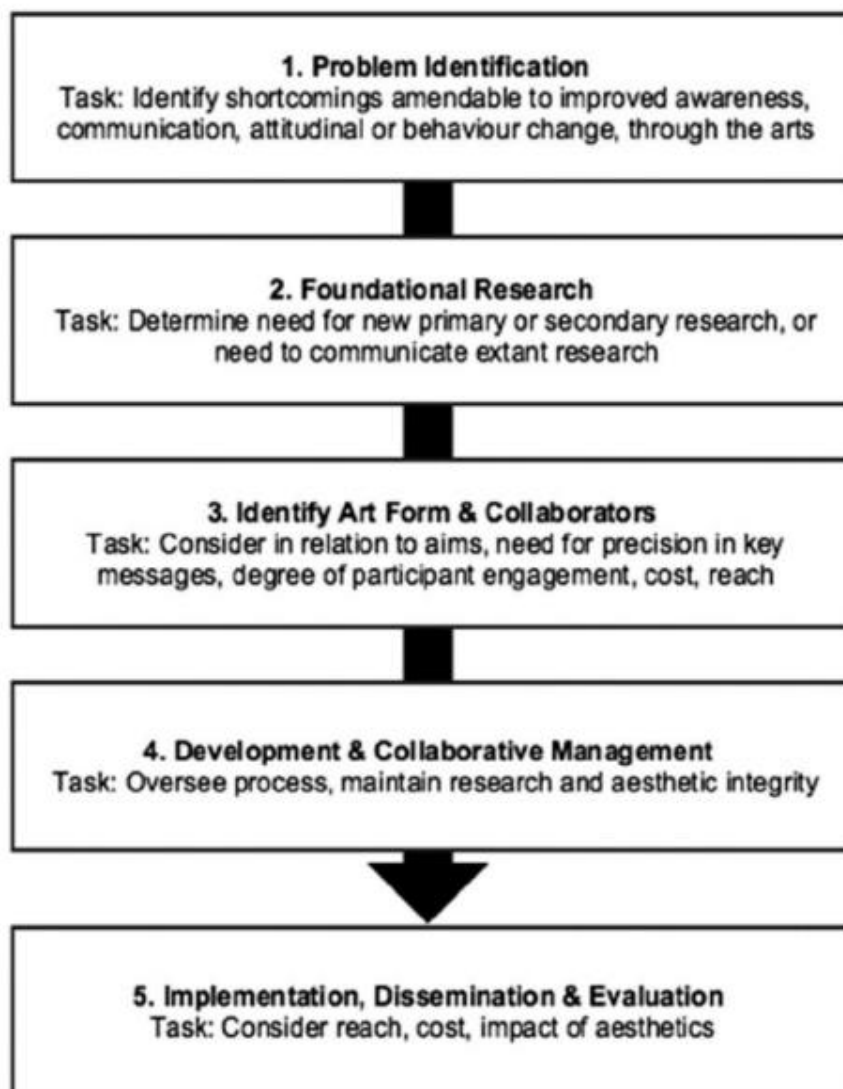 1. Problem Identification
Task: Identify shortcomings amendable to improved awareness,
communication, attitudinal or behaviour change, through the arts
2. Foundational Research
Task: Determine need for new primary or secondary research, or
need to communicate extant research
3. Identify Art Form & Collaborators
Task: Consider in relation to aims, need for precision in key
messages, degree of participant engagement, cost, reach
4. Development & Collaborative Management
Task: Oversee process, maintain research and aesthetic integrity
5. Implementation, Dissemination & Evaluation
Task: Consider reach, cost, impact of aesthetics